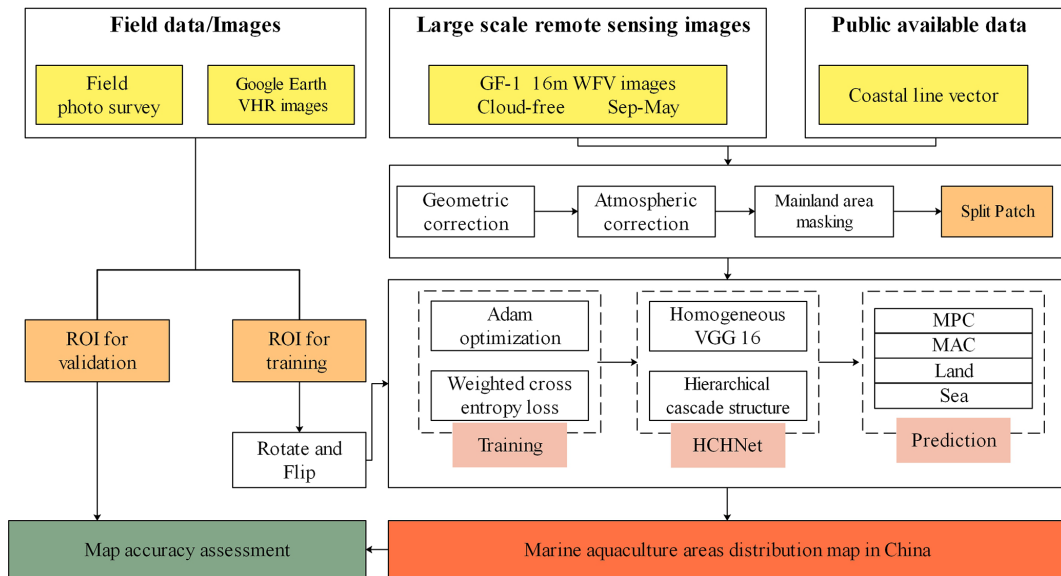 Field data/Images
Field
photo survey
Google Earth
VHR images
Large scale remote sensing images
GF-1 16m WFV images
Cloud-free Sep-May
Public available data
Coastal line vector
Geometric
correction
Atmospheric
correction
Mainland area
masking
Split Patch
ROI for
validation
ROI for
training
Rotate and
Flip
Adam
optimization
Weighted cross
entropy loss
Training
Homogeneous
VGG 16
Hierarchical
cascade structure
HCHNet
MPC
MAC
Land
Sea
Prediction
Map accuracy assessment
Marine aquaculture areas distribution map in China